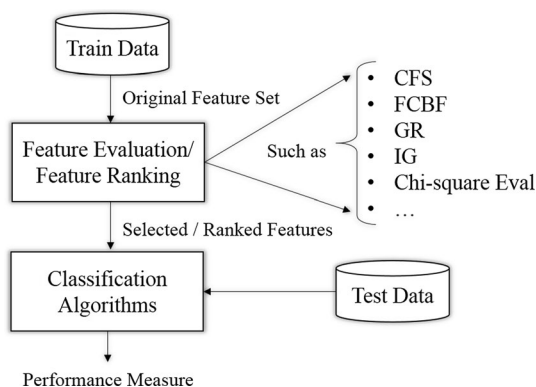 Train Data
Original Feature Set
Feature Evaluation/
Feature Ranking
Such as
• CFS
• FCBF
• GR
• IG
• Chi-square Eval
• …
Selected / Ranked Features
Classification
Algorithms
Test Data
Performance Measure